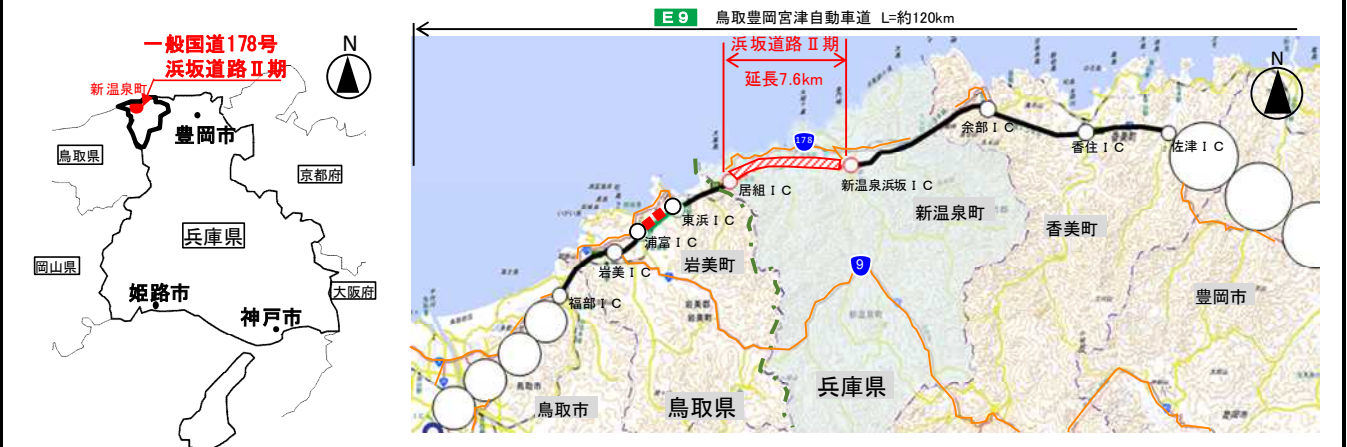 一般国道178号
浜坂道路Ⅱ期
新温泉町
N
豊岡市
鳥取県
京都府
兵庫県
岡山県
姫路市
大阪府
神戸市
E9 鳥取豊岡宮津自動車道 L=約120km
浜坂道路Ⅱ期
延長7.6km
N
178
余部ＩＣ
香住ＩＣ
佐津ＩＣ
居組ＩＣ
新温泉浜坂ＩＣ
東浜ＩＣ
新温泉町
浦富ＩＣ
香美町
岩美ＩＣ
岩美町
9
福部ＩＣ
豊岡市
鳥取市
鳥取県
兵庫県